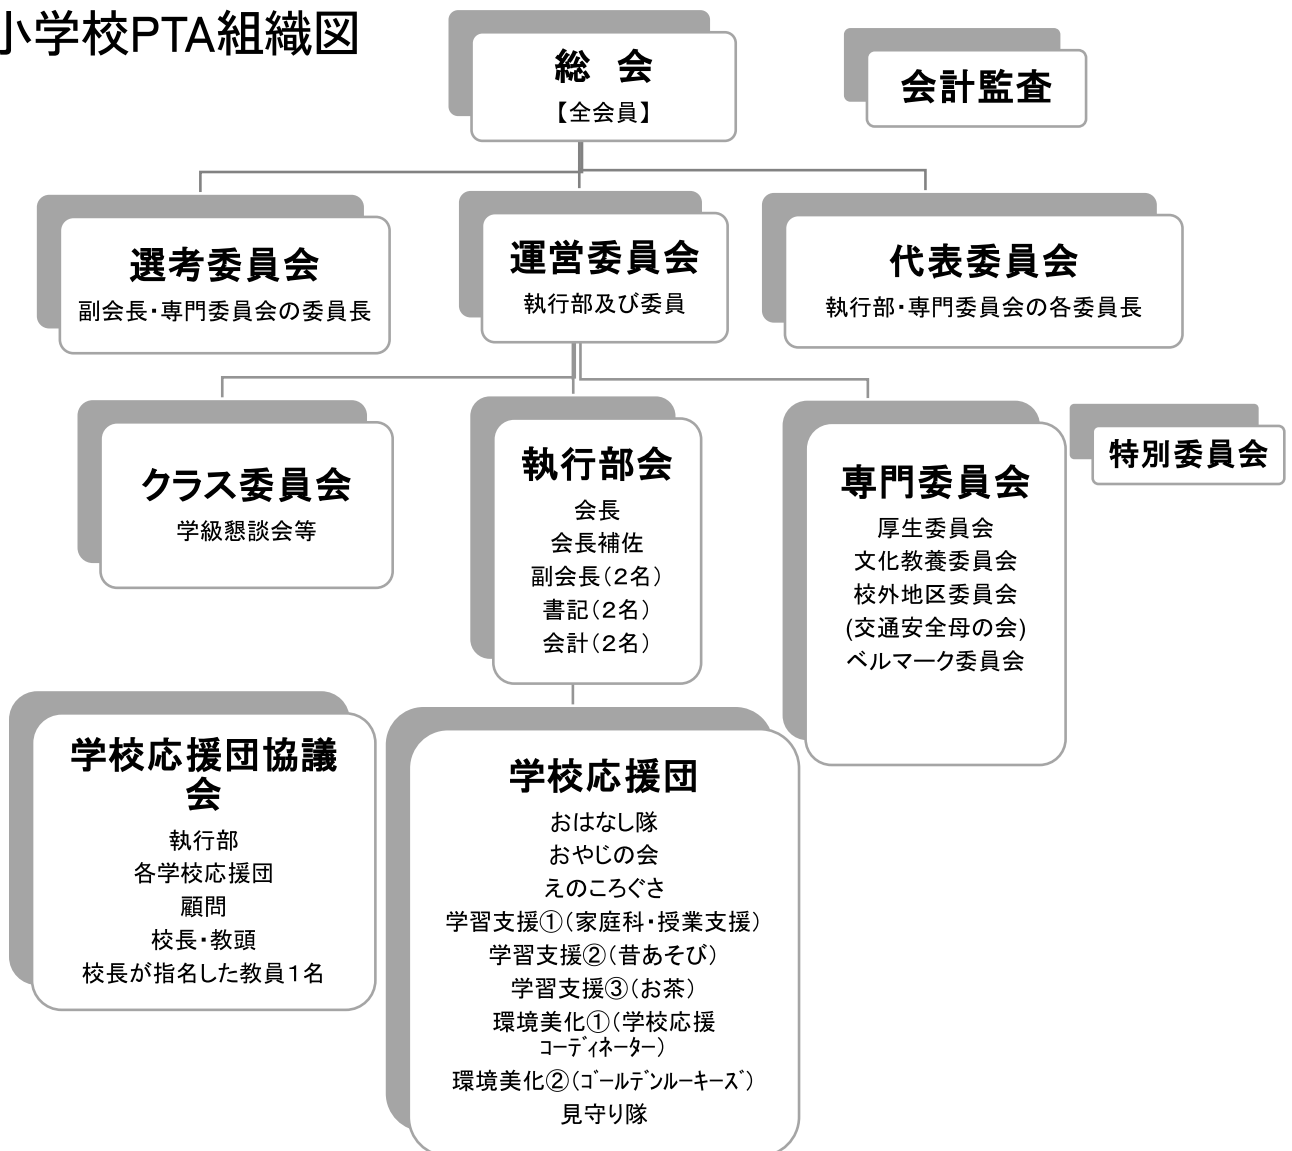 小学校PTA組織図
総　会
【全会員】
会計監査
選考委員会
副会長・専門委員会の委員長
運営委員会
執行部及び委員
代表委員会
執行部・専門委員会の各委員長
クラス委員会
学級懇談会等
執行部会
会長
会長補佐
副会長（２名）
書記（２名）
会計（２名）
専門委員会
厚生委員会
文化教養委員会
校外地区委員会
(交通安全母の会)
ベルマーク委員会
特別委員会
学校応援団協議
会
執行部
各学校応援団
顧問
校長・教頭
校長が指名した教員１名
学校応援団
おはなし隊
おやじの会
えのころぐさ
学習支援①（家庭科・授業支援）
学習支援②（昔あそび）
学習支援③（お茶）
環境美化①（学校応援
ｺｰﾃﾞｨﾈｰﾀｰ）
環境美化②（ｺﾞｰﾙﾃﾞﾝﾙｰｷｰｽﾞ）
見守り隊